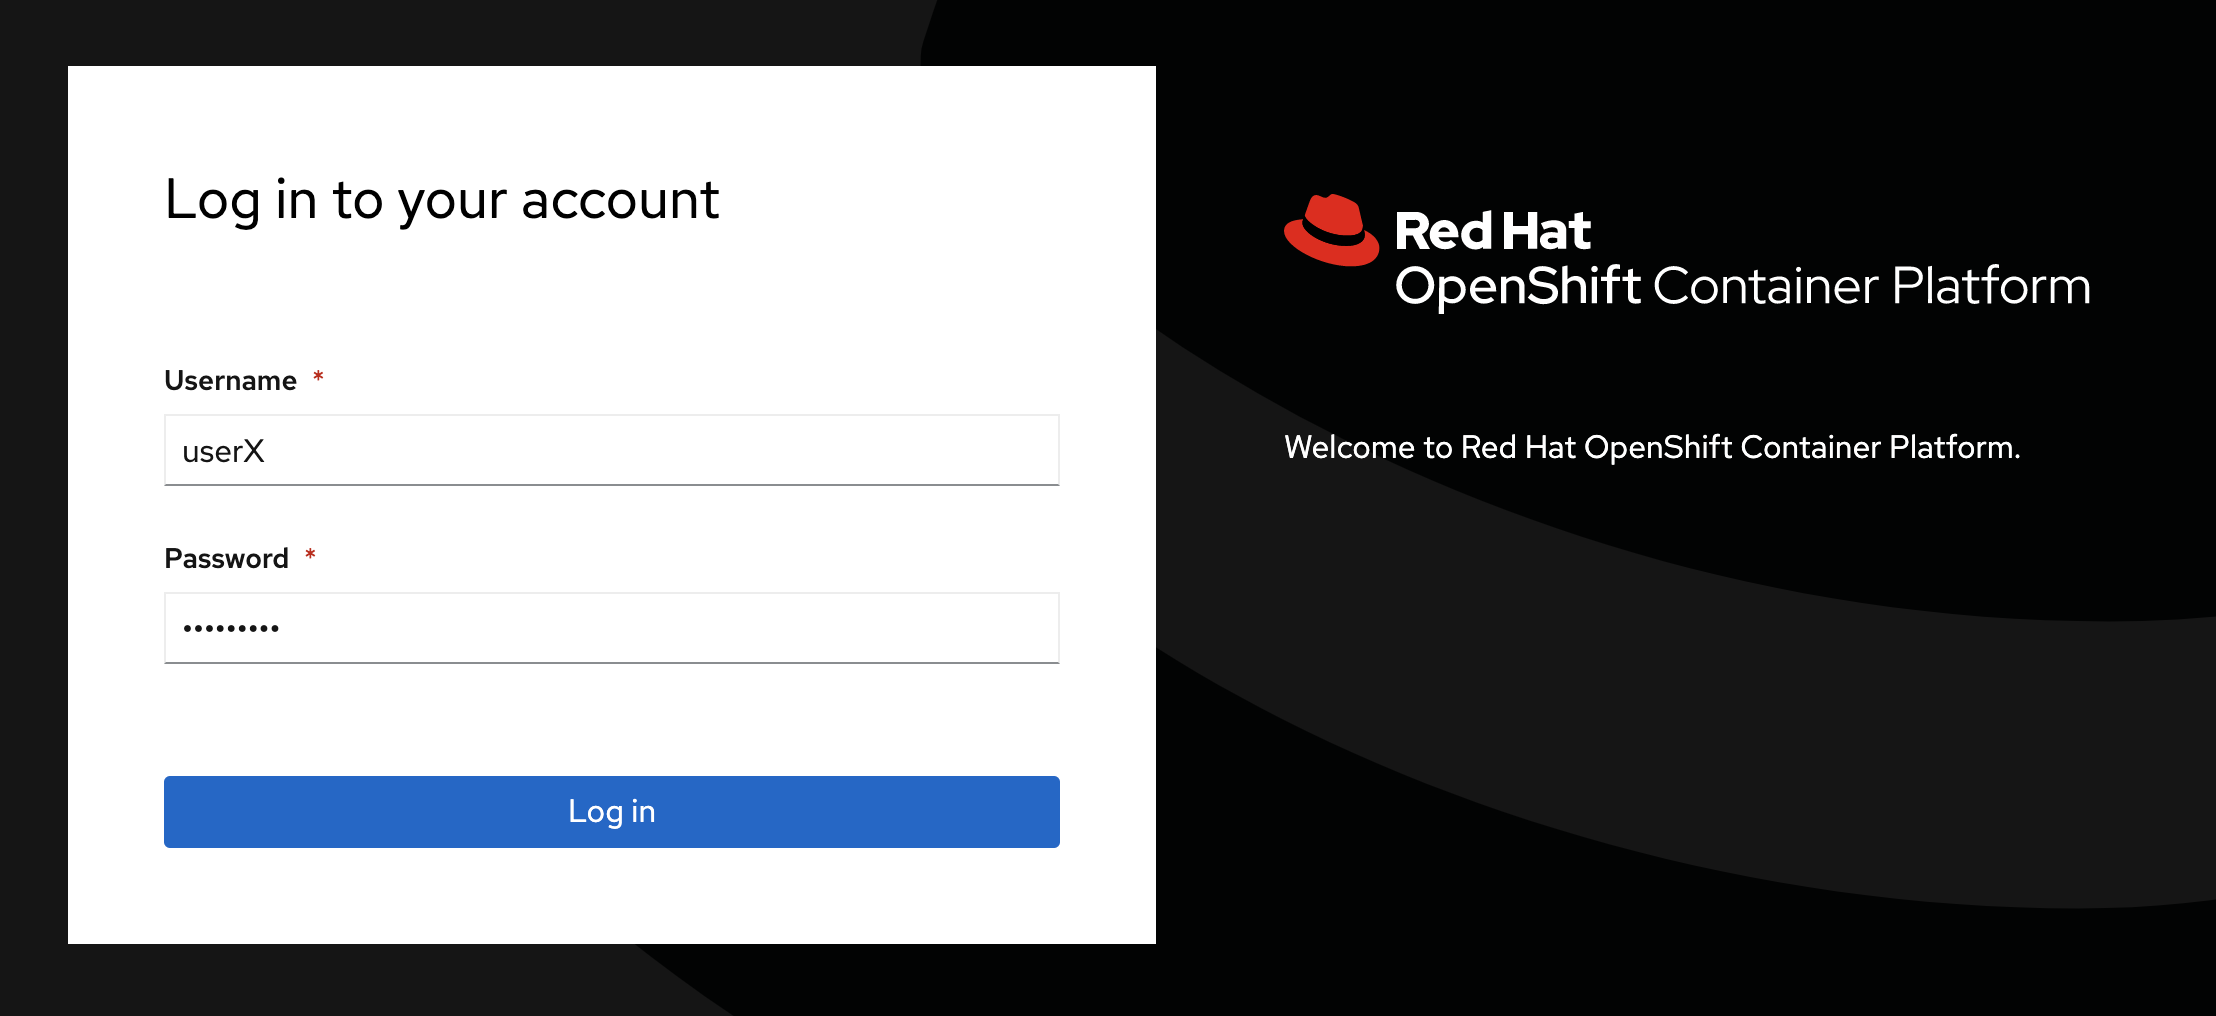 Log in to your account
Username *
userX
Password *
•••••••••
Log in
Red Hat
OpenShift Container Platform
Welcome to Red Hat OpenShift Container Platform.